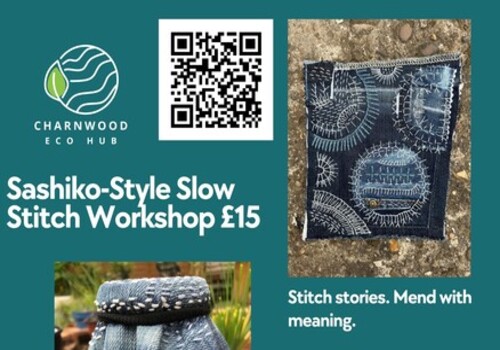 CHARNWOOD
ECO HUB
Sashiko-Style Slow
Stitch Workshop £15
Stitch stories. Mend with
meaning.